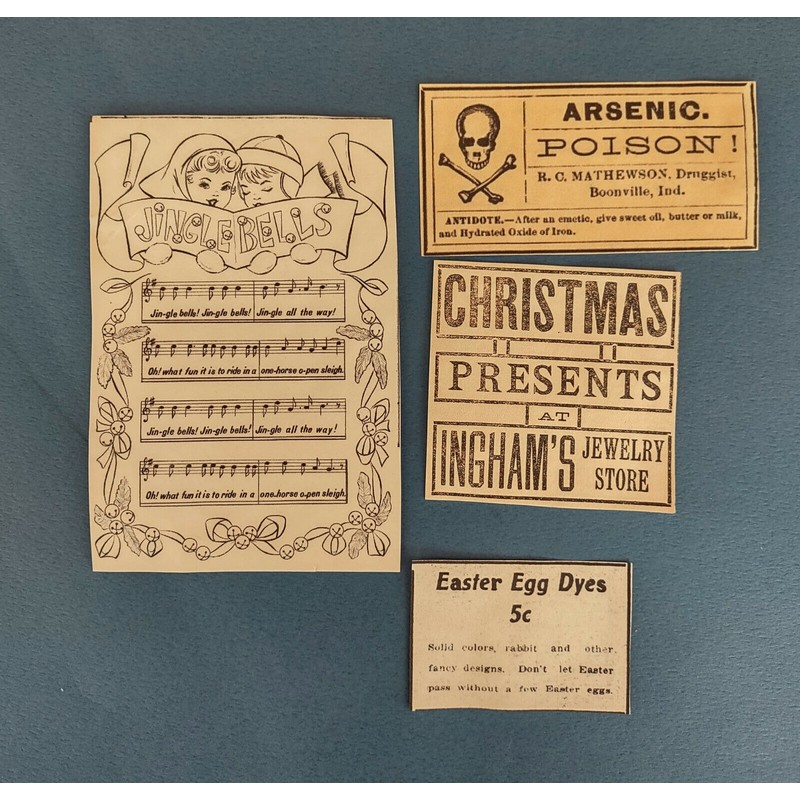 JINGLE BELLS
Jin-gle bells! Jin-gle bells! Jin-gle all the way!
Oh! what fun it is to ride in a one-horse o-pen sleigh.
Jin-gle bells! Jin-gle bells! Jin-gle all the way!
Oh! what fun it is to ride in a one-horse o-pen sleigh.
ARSENIC.
POISON!
R. C. MATHEWSON, Druggist,
Boonville, Ind.
ANTIDOTE.—After an emetic, give sweet oil, butter or milk,
and Hydrated Oxide of Iron.
CHRISTMAS
PRESENTS
AT
INGHAM'S JEWELRY
STORE
Easter Egg Dyes
5c
Solid colors, rabbit and other
fancy designs. Don't let Easter
pass without a few Easter eggs.